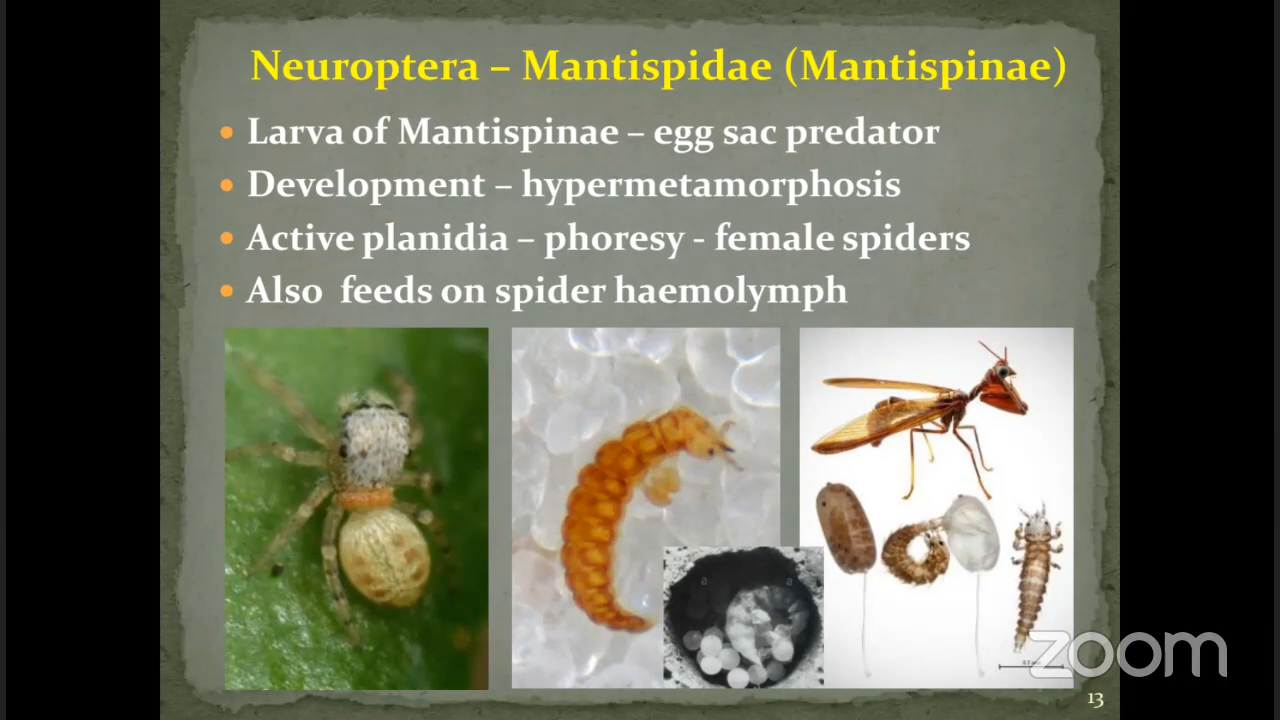 Neuroptera – Mantispidae (Mantispinae)
• Larva of Mantispinae – egg sac predator
• Development – hypermetamorphosis
• Active planidia – phoresy - female spiders
• Also  feeds on spider haemolymph
zoom
13